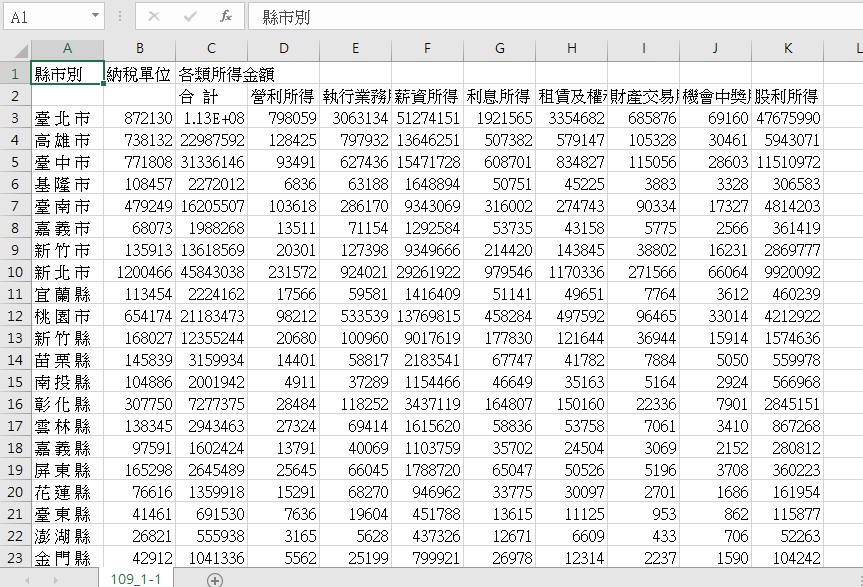 A1 fx 縣市別
A B C D E F G H I J K L
1 縣市別 納稅單位 各類所得金額
2 合 計 營利所得 執行業務 薪資所得 利息所得 租賃及權 財產交易 機會中獎 股利所得
3 臺北市 872130 1.13E+08 798059 3063134 51274151 1921565 3354682 685876 69160 47675990
4 高雄市 738132 22987592 128425 797932 13646251 507382 579147 105328 30461 5943071
5 臺中市 771808 31336146 93491 627436 15471728 608701 834827 115056 28603 11510972
6 基隆市 108457 2272012 6836 63188 1648894 50751 45225 3883 3328 306583
7 臺南市 479249 16205507 103618 286170 9343069 316002 274743 90334 17327 4814203
8 嘉義市 68073 1988268 13511 71154 1292584 53735 43158 5775 2566 361419
9 新竹市 135913 13618569 20301 127398 9349666 214420 143845 38802 16231 2869777
10 新北市 1200466 45843038 231572 924021 29261922 979546 1170336 271566 66064 9920092
11 宜蘭縣 113454 2224162 17566 59581 1416409 51141 49651 7764 3612 460239
12 桃園市 654174 21183473 98212 533539 13769815 458284 497592 96465 33014 4212922
13 新竹縣 168027 12355244 20680 100960 9017619 177830 121644 36944 15914 1574636
14 苗栗縣 145839 3159934 14401 58817 2183541 67747 41782 7884 5050 559978
15 南投縣 104886 2001942 4911 37289 1154466 46649 35163 5164 2924 566968
16 彰化縣 307750 7277375 28484 118252 3437119 164807 150160 22336 7901 2845151
17 雲林縣 138345 2943463 27324 69414 1615620 58836 53758 7061 3410 867268
18 嘉義縣 97591 1602424 13791 40069 1103759 35702 24504 3069 2152 280812
19 屏東縣 165298 2645489 25645 66045 1788720 65047 50526 5196 3708 360223
20 花蓮縣 76616 1359918 15291 68270 946962 33775 30097 2701 1686 161954
21 臺東縣 41461 691530 7636 19604 451788 13615 11125 953 862 115877
22 澎湖縣 26821 555938 3165 5628 437326 12671 6609 433 706 52263
23 金門縣 42912 1041336 5562 25199 799921 26978 12314 2237 1590 104242
109_1-1